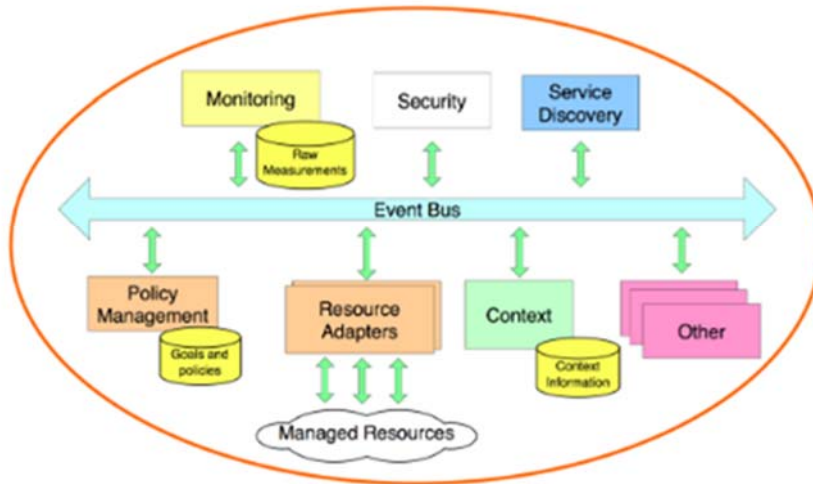 Monitoring
Raw
Measurements
Security
Service
Discovery
Event Bus
Policy
Management
Goals and
policies
Resource
Adapters
Managed Resources
Context
Context
Information
Other